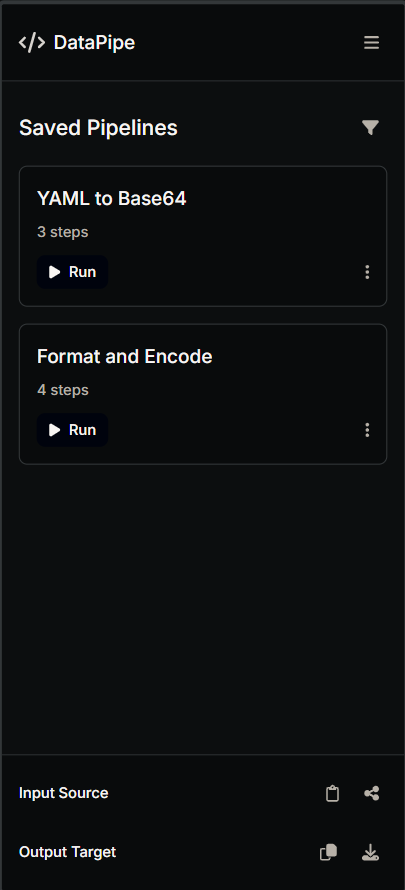 </> DataPipe
Saved Pipelines
YAML to Base64
3 steps
Run
Format and Encode
4 steps
Run
Input Source
Output Target